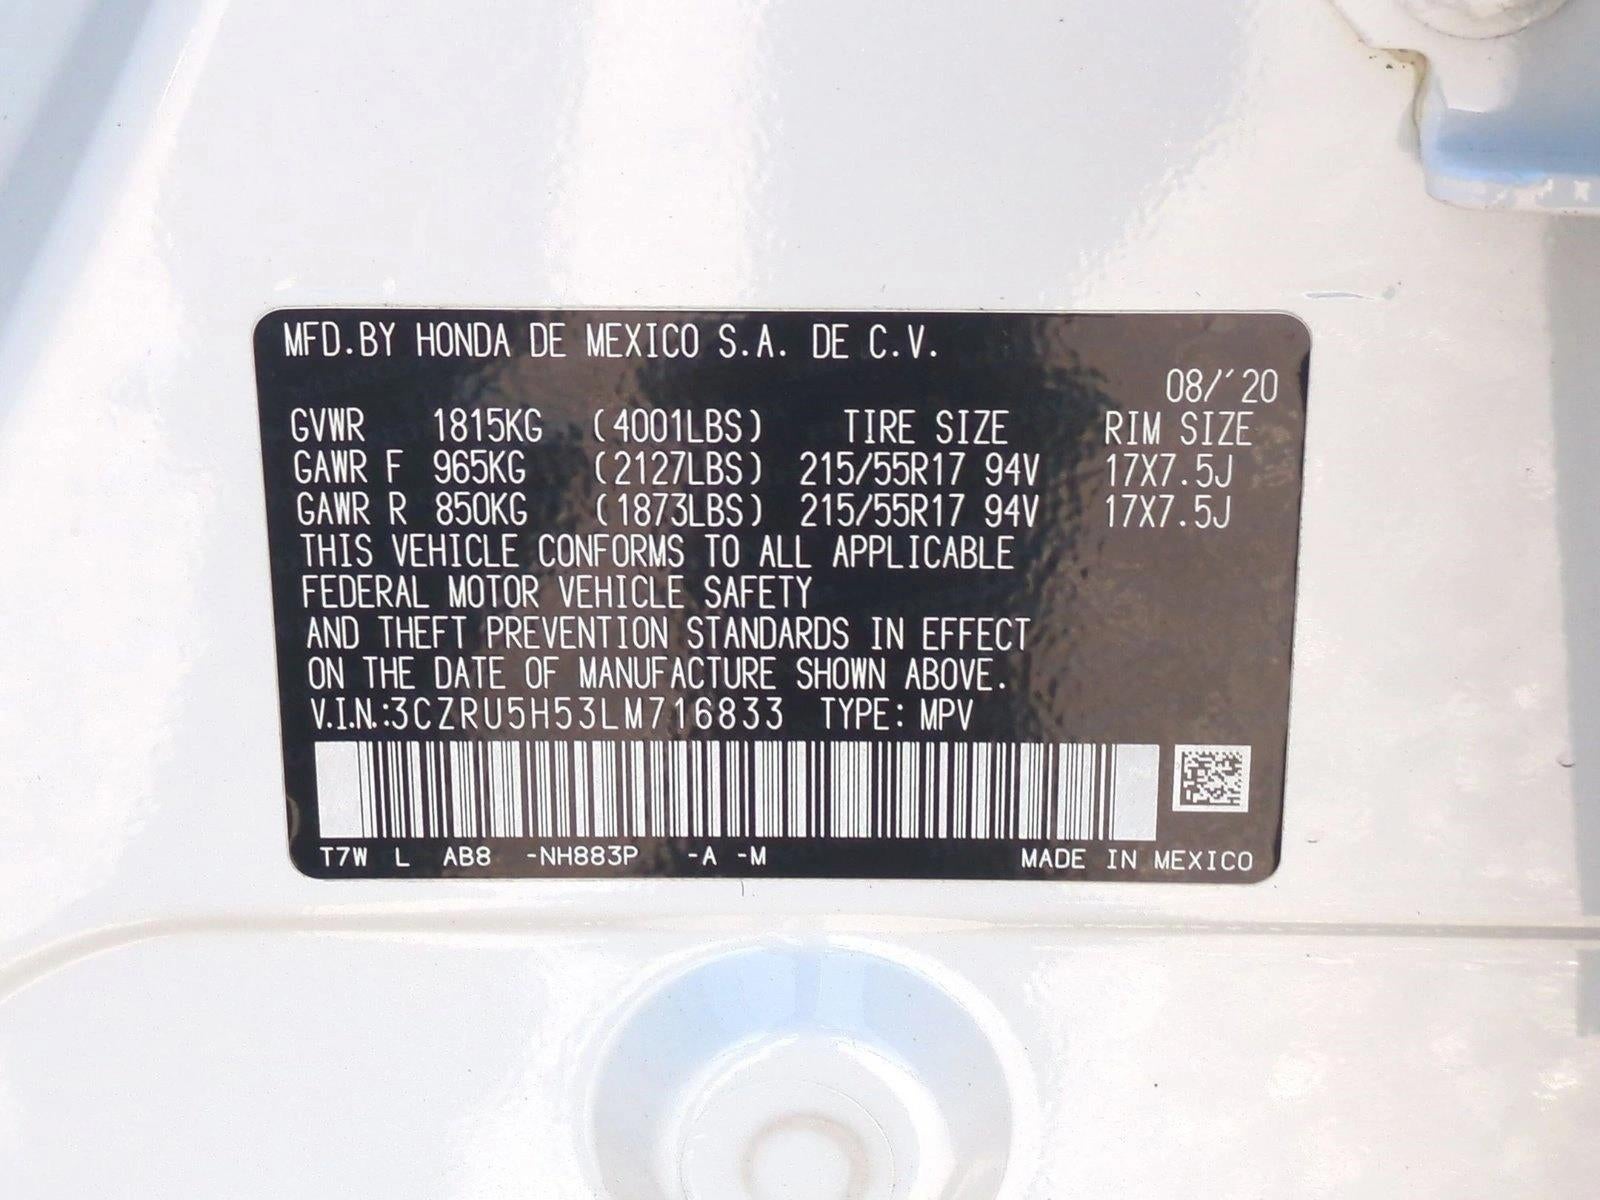 MFD.BY HONDA DE MEXICO S.A. DE C.V.
08/'20
GVWR 1815KG (4001LBS) TIRE SIZE RIM SIZE
GAWR F 965KG (2127LBS) 215/55R17 94V 17X7.5J
GAWR R 850KG (1873LBS) 215/55R17 94V 17X7.5J
THIS VEHICLE CONFORMS TO ALL APPLICABLE
FEDERAL MOTOR VEHICLE SAFETY
AND THEFT PREVENTION STANDARDS IN EFFECT
ON THE DATE OF MANUFACTURE SHOWN ABOVE.
V.I.N.:3CZRU5H53LM716833 TYPE: MPV
T7W L AB8 -NH883P -A -M MADE IN MEXICO